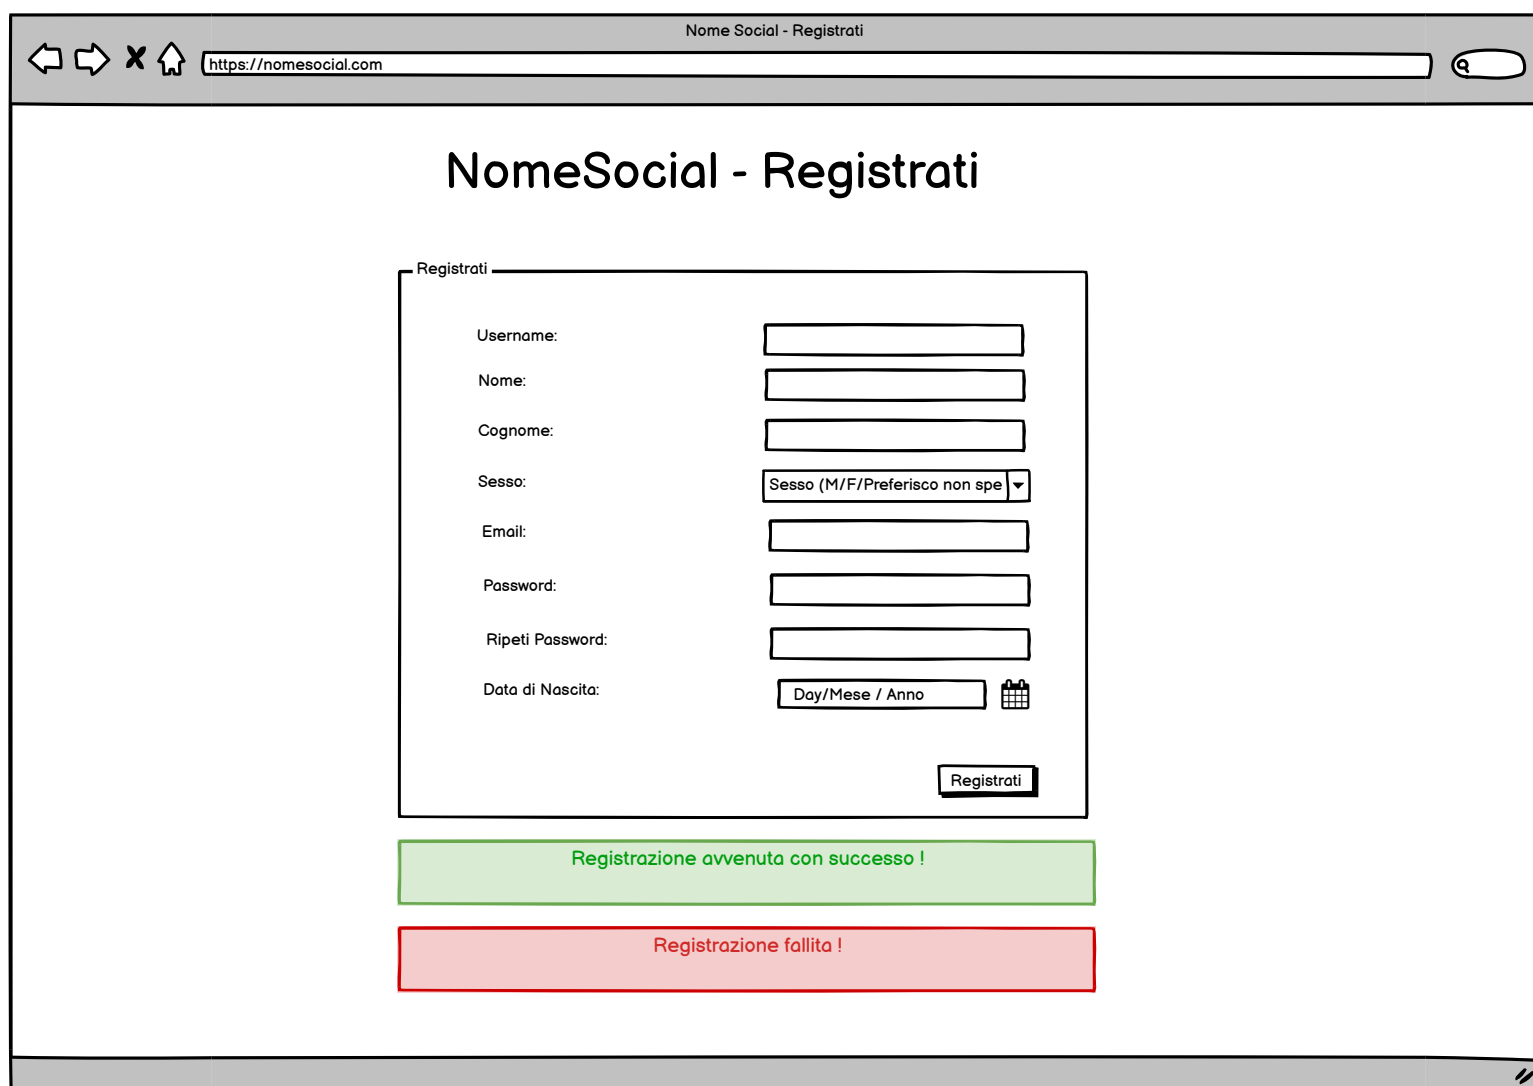 Nome Social - Registrati
https://nomesocial.com
NomeSocial - Registrati
Registrati
Username:
Nome:
Cognome:
Sesso:
Sesso (M/F/Preferisco non spe
Email:
Password:
Ripeti Password:
Data di Nascita:
Day/Mese / Anno
Registrati
Registrazione avvenuta con successo !
Registrazione fallita !